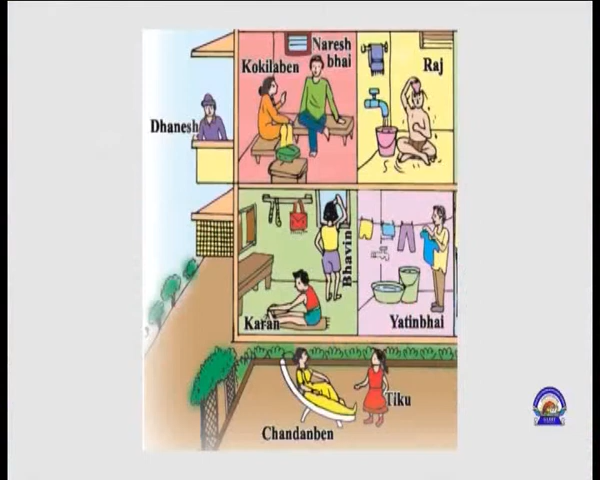 Naresh
bhai
Kokilaben
Raj
Dhanesh
Bhavin
Karan
Yatinbhai
Tiku
Chandanben